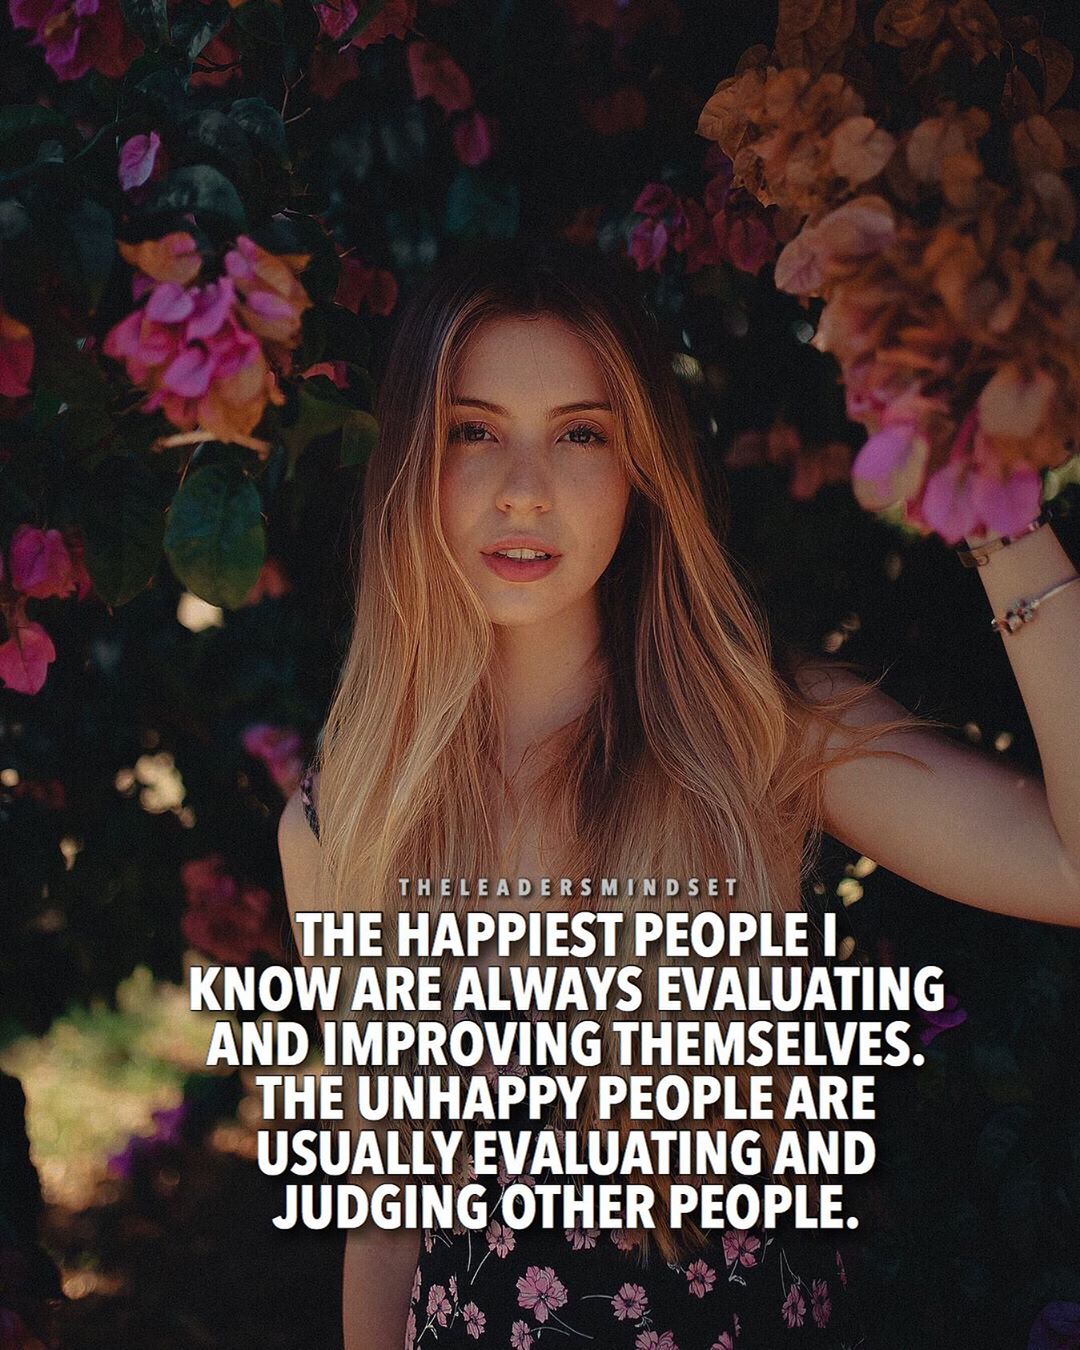 THELEADERSMINDSET
THE HAPPIEST PEOPLE I
KNOW ARE ALWAYS EVALUATING
AND IMPROVING THEMSELVES.
THE UNHAPPY PEOPLE ARE
USUALLY EVALUATING AND
JUDGING OTHER PEOPLE.